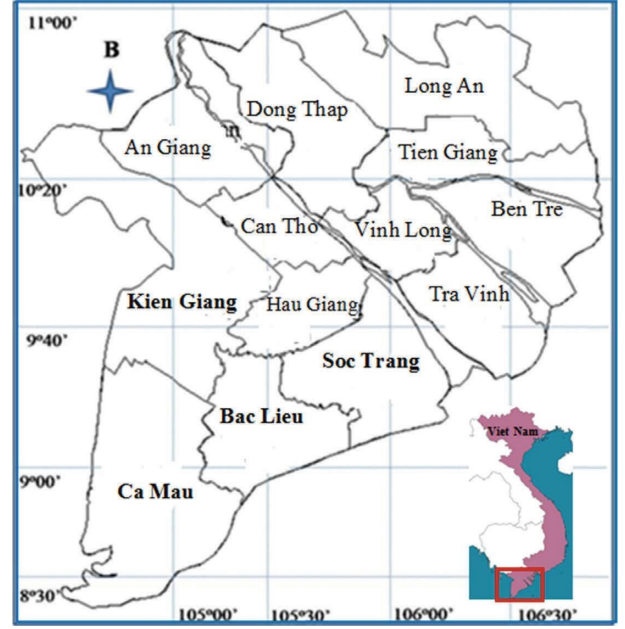 11°00'
B
Long An
Dong Thap
An Giang
Tien Giang
10°20'
Ben Tre
Can Tho
Vinh Long
Tra Vinh
Kien Giang
Hau Giang
9°40'
Soc Trang
Bac Lieu
Viet Nam
9°00'
Ca Mau
8°30'
105°00' 105°30' 106°00' 106°30'